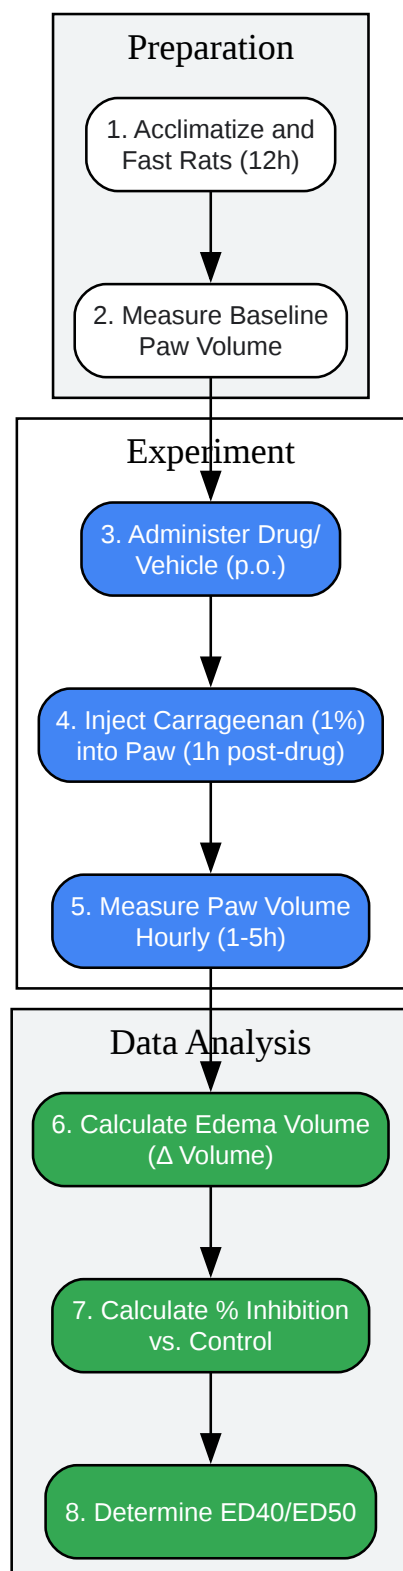 Preparation
1. Acclimatize and
Fast Rats (12h)
2. Measure Baseline
Paw Volume
Experiment
3. Administer Drug/
Vehicle (p.o.)
4. Inject Carrageenan (1%)
into Paw (1h post-drug)
5. Measure Paw Volume
Hourly (1-5h)
Data Analysis
6. Calculate Edema Volume
(Δ Volume)
7. Calculate % Inhibition
vs. Control
8. Determine ED40/ED50